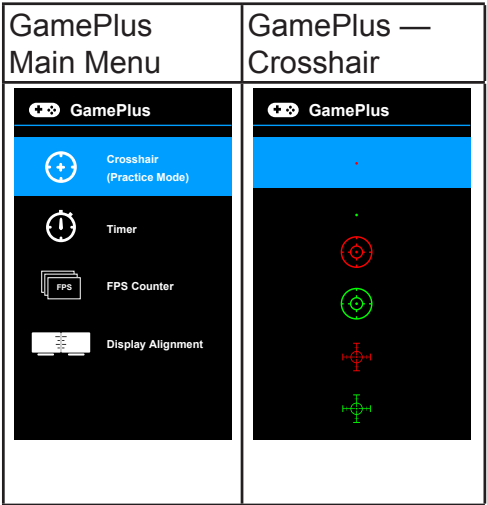 GamePlus
Main Menu
GamePlus —
Crosshair
GamePlus
Crosshair
(Practice Mode)
Timer
FPS
FPS Counter
Display Alignment
GamePlus